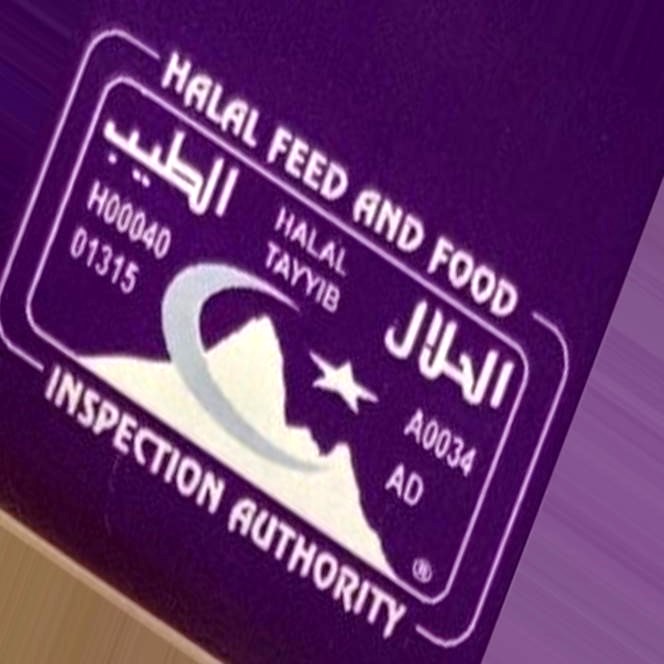 HALAL FEED AND FOOD
الطيب
HALAL
TAYYIB
الحلال
H00040
01315
A0034
AD
®
INSPECTION AUTHORITY